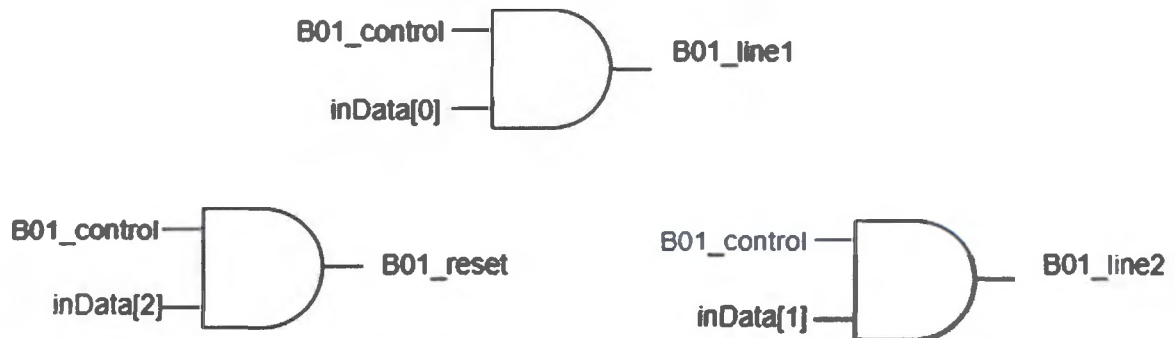 B01_control
B01_line1
inData[0]
B01_control
B01_reset
inData[2]
B01_control
B01_line2
inData[1]